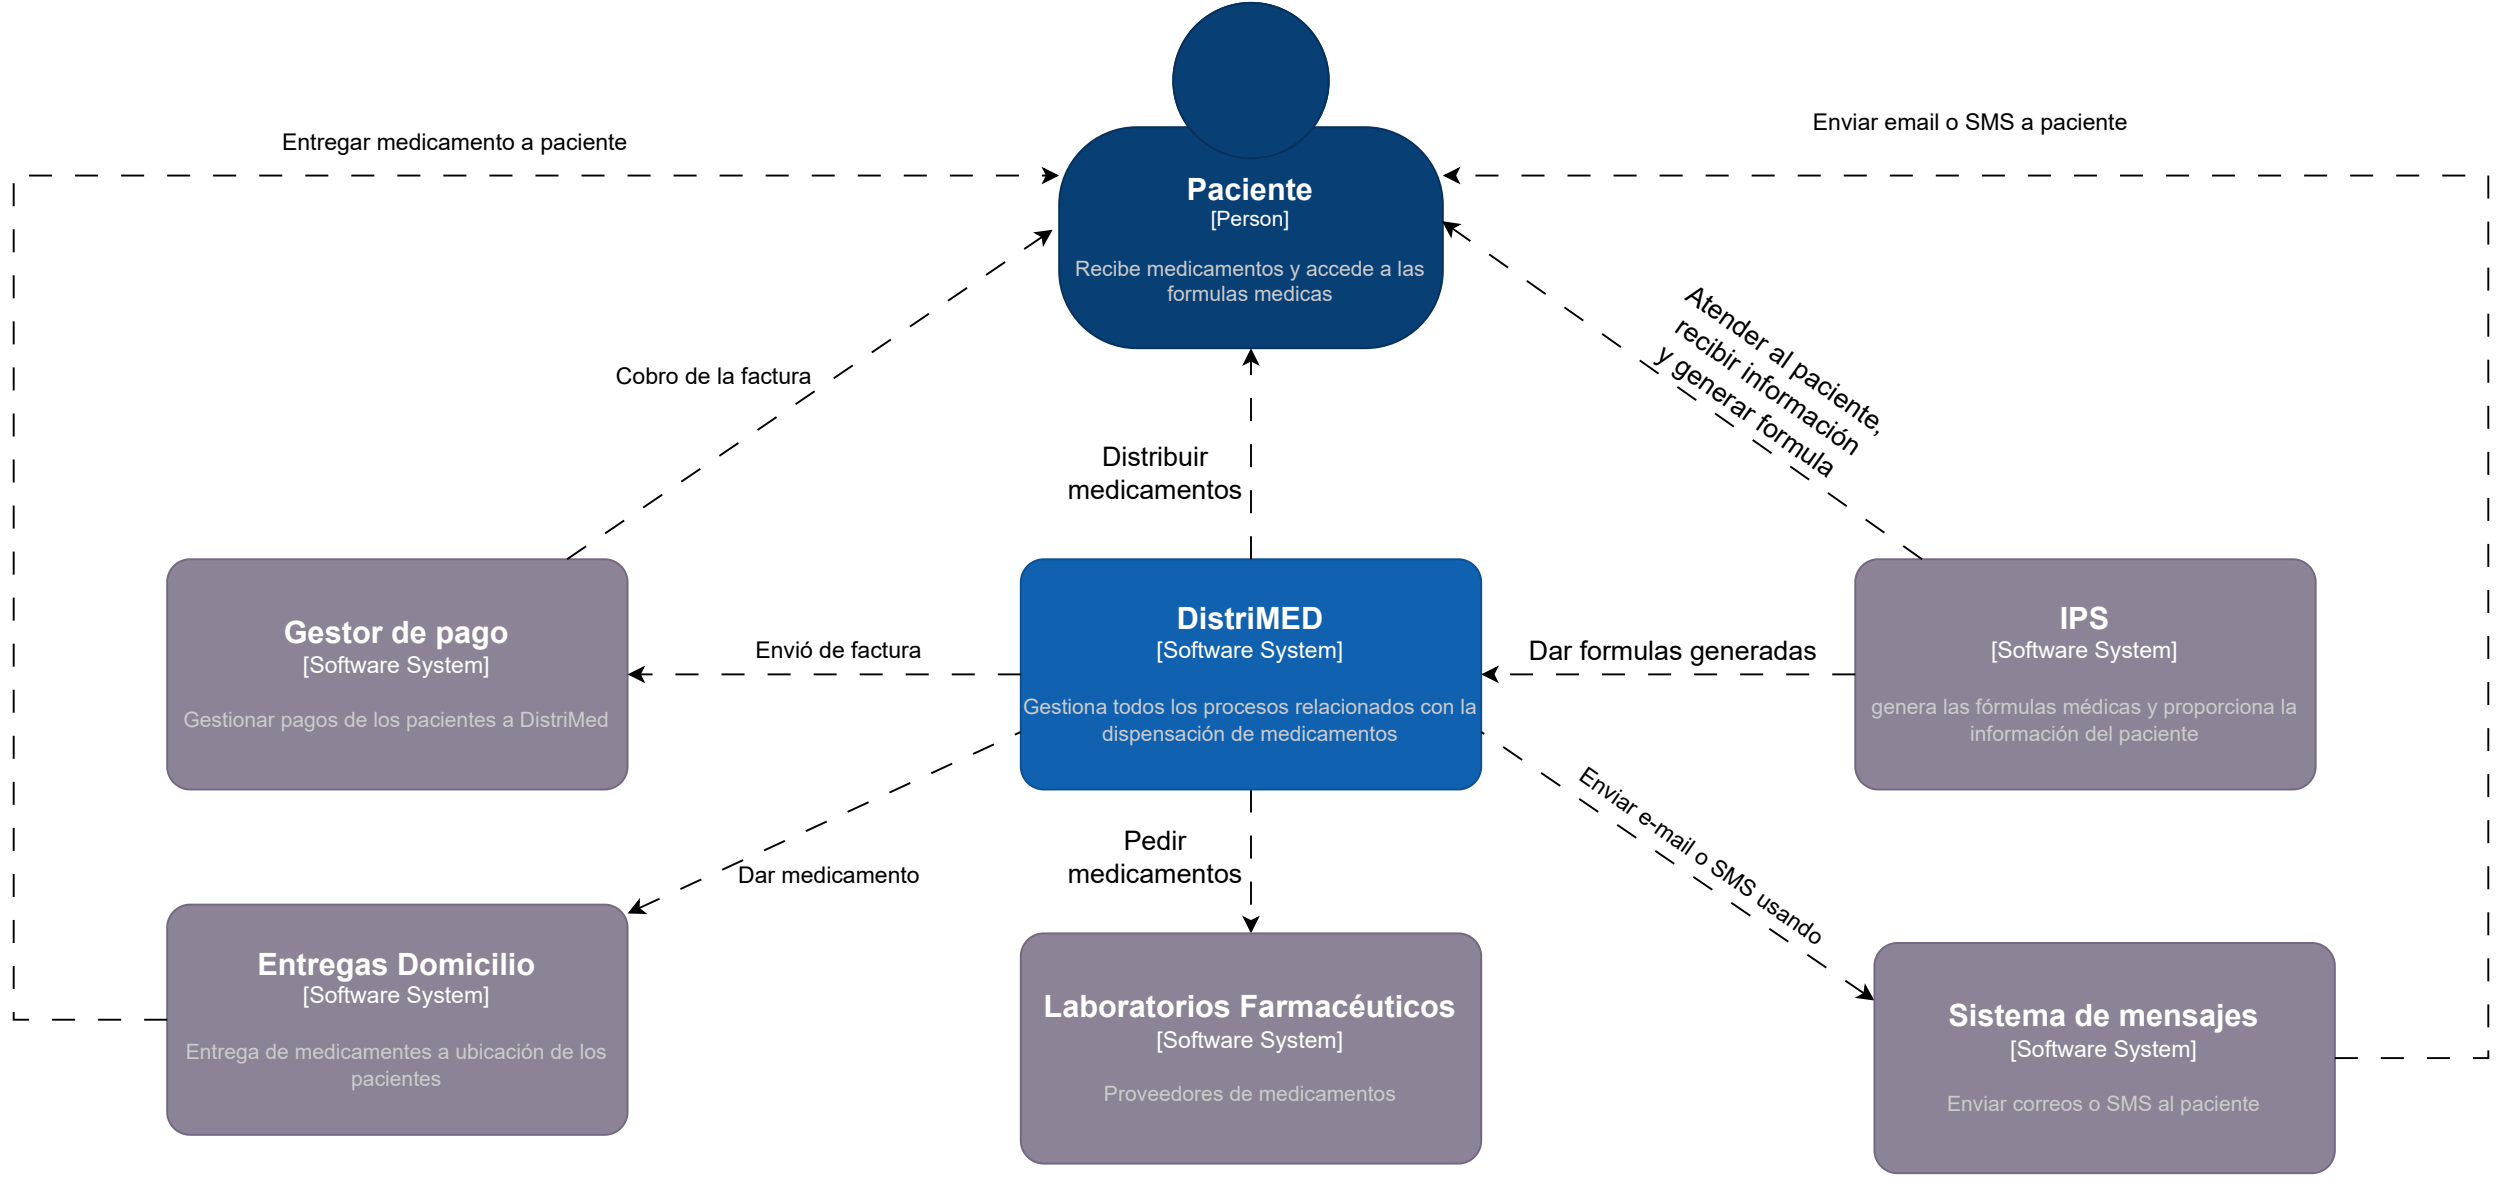 Entregar medicamento a paciente
Enviar email o SMS a paciente
Paciente
[Person]
Recibe medicamentos y accede a las
formulas medicas
Cobro de la factura
Atender al paciente,
recibir información
y generar formula
Distribuir
medicamentos
Gestor de pago
[Software System]
Gestionar pagos de los pacientes a DistriMed
Envió de factura
DistriMED
[Software System]
Gestiona todos los procesos relacionados con la
dispensación de medicamentos
Dar formulas generadas
IPS
[Software System]
genera las fórmulas médicas y proporciona la
información del paciente
Dar medicamento
Pedir
medicamentos
Enviar e-mail o SMS usando
Entregas Domicilio
[Software System]
Entrega de medicamentes a ubicación de los
pacientes
Laboratorios Farmacéuticos
[Software System]
Proveedores de medicamentos
Sistema de mensajes
[Software System]
Enviar correos o SMS al paciente